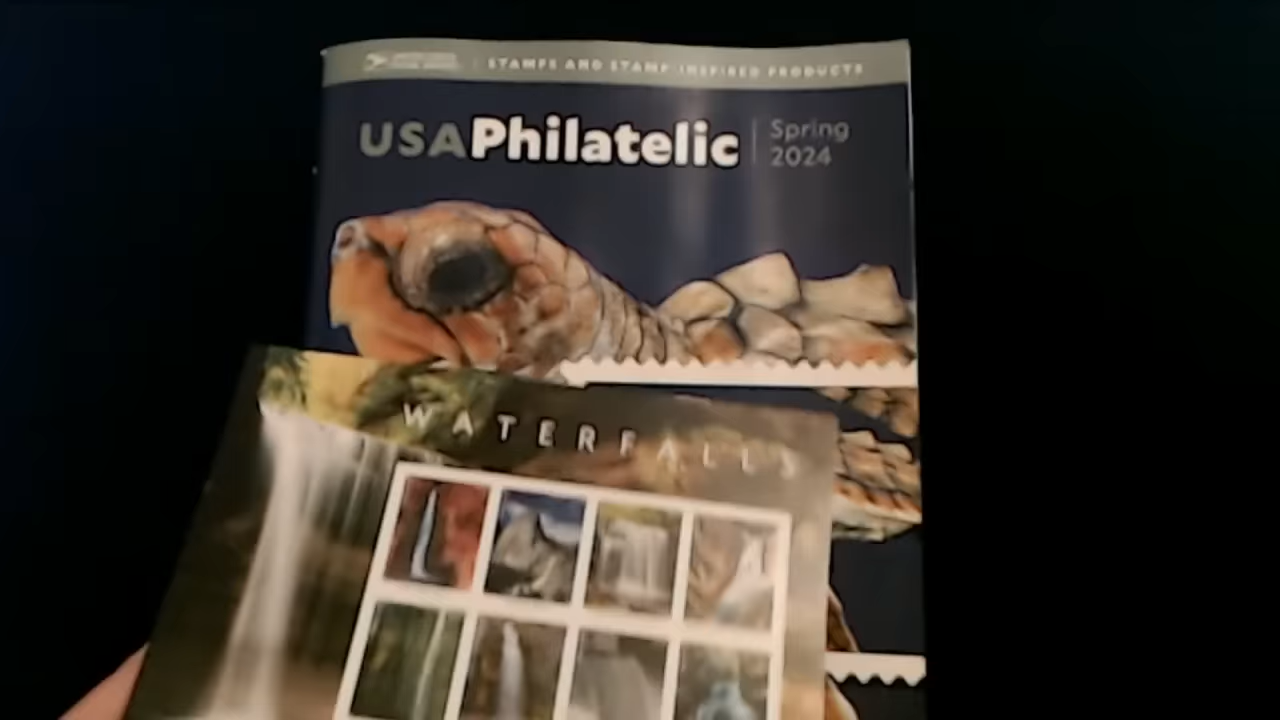 STAMPS AND STAMP-INSPIRED PRODUCTS
USAPhilatelic
Spring
2024
WATERFALLS